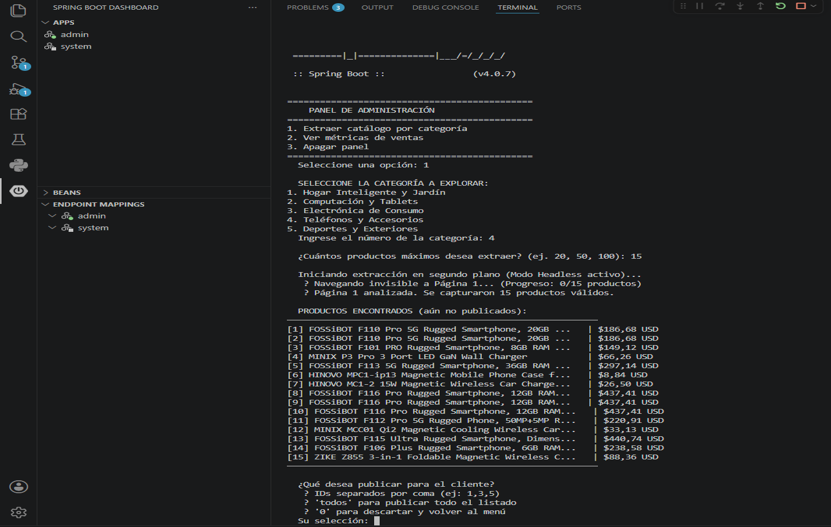 SPRING BOOT DASHBOARD
APPS
admin
system
BEANS
ENDPOINT MAPPINGS
admin
system
1
1
PROBLEMS 3 OUTPUT DEBUG CONSOLE TERMINAL PORTS
=========|_|==============|___/=/_/_/_/
:: Spring Boot :: (v4.0.7)
=============================================
PANEL DE ADMINISTRACIÓN
=============================================
1. Extraer catálogo por categoría
2. Ver métricas de ventas
3. Apagar panel
=============================================
Seleccione una opción: 1
SELECCIONE LA CATEGORÍA A EXPLORAR:
1. Hogar Inteligente y Jardín
2. Computación y Tablets
3. Electrónica de Consumo
4. Teléfonos y Accesorios
5. Deportes y Exteriores
Ingrese el número de la categoría: 4
¿Cuántos productos máximos desea extraer? (ej. 20, 50, 100): 15
Iniciando extracción en segundo plano (Modo Headless activo)...
? Navegando invisible a Página 1... (Progreso: 0/15 productos)
? Página 1 analizada. Se capturaron 15 productos válidos.
PRODUCTOS ENCONTRADOS (aún no publicados):
[1] FOSSiBOT F110 Pro 5G Rugged Smartphone, 20GB ... | $186,68 USD
[2] FOSSiBOT F110 Pro 5G Rugged Smartphone, 20GB ... | $186,68 USD
[3] FOSSiBOT F101 PRO Rugged Smartphone, 8GB RAM ... | $149,12 USD
[4] MINIX P3 Pro 3 Port LED GaN Wall Charger | $66,26 USD
[5] FOSSiBOT F113 5G Rugged Smartphone, 36GB RAM ... | $297,14 USD
[6] HINOVO MPC1-ip13 Magnetic Mobile Phone Case f... | $8,84 USD
[7] HINOVO MC1-2 15W Magnetic Wireless Car Charge... | $26,50 USD
[8] FOSSiBOT F116 Pro Rugged Smartphone, 12GB RAM... | $437,41 USD
[9] FOSSiBOT F116 Pro Rugged Smartphone, 12GB RAM... | $437,41 USD
[10] FOSSiBOT F116 Pro Rugged Smartphone, 12GB RAM... | $437,41 USD
[11] FOSSiBOT F112 Pro 5G Rugged Phone, 50MP+5MP R... | $220,91 USD
[12] MINIX MCC01 Qi2 Magnetic Cooling Wireless Car... | $33,13 USD
[13] FOSSiBOT F115 Ultra Rugged Smartphone, Dimens... | $440,74 USD
[14] FOSSiBOT F106 Plus Rugged Smartphone, 6GB RAM... | $238,58 USD
[15] ZIKE Z855 3-in-1 Foldable Magnetic Wireless C... | $88,36 USD
¿Qué desea publicar para el cliente?
? IDs separados por coma (ej: 1,3,5)
? 'todos' para publicar todo el listado
? '0' para descartar y volver al menú
Su selección: